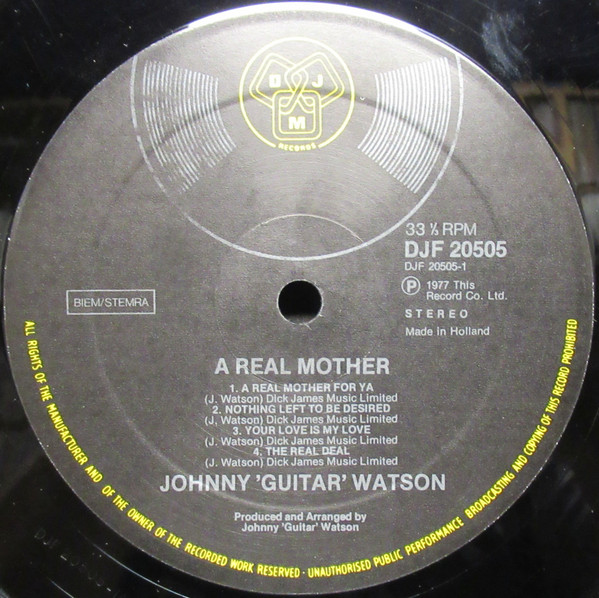 D J
M
RECORDS
33 ⅓ RPM
DJF 20505
DJF 20505-1
P 1977 This
Record Co. Ltd.
STEREO
Made in Holland
BIEM/STEMRA
A REAL MOTHER
1. A REAL MOTHER FOR YA
(J. Watson) Dick James Music Limited
2. NOTHING LEFT TO BE DESIRED
(J. Watson) Dick James Music Limited
3. YOUR LOVE IS MY LOVE
(J. Watson) Dick James Music Limited
4. THE REAL DEAL
(J. Watson) Dick James Music Limited
JOHNNY 'GUITAR' WATSON
Produced and Arranged by
Johnny 'Guitar' Watson
ALL RIGHTS OF THE MANUFACTURER AND OF THE OWNER OF THE RECORDED WORK RESERVED · UNAUTHORISED PUBLIC PERFORMANCE BROADCASTING AND COPYING OF THIS RECORD PROHIBITED